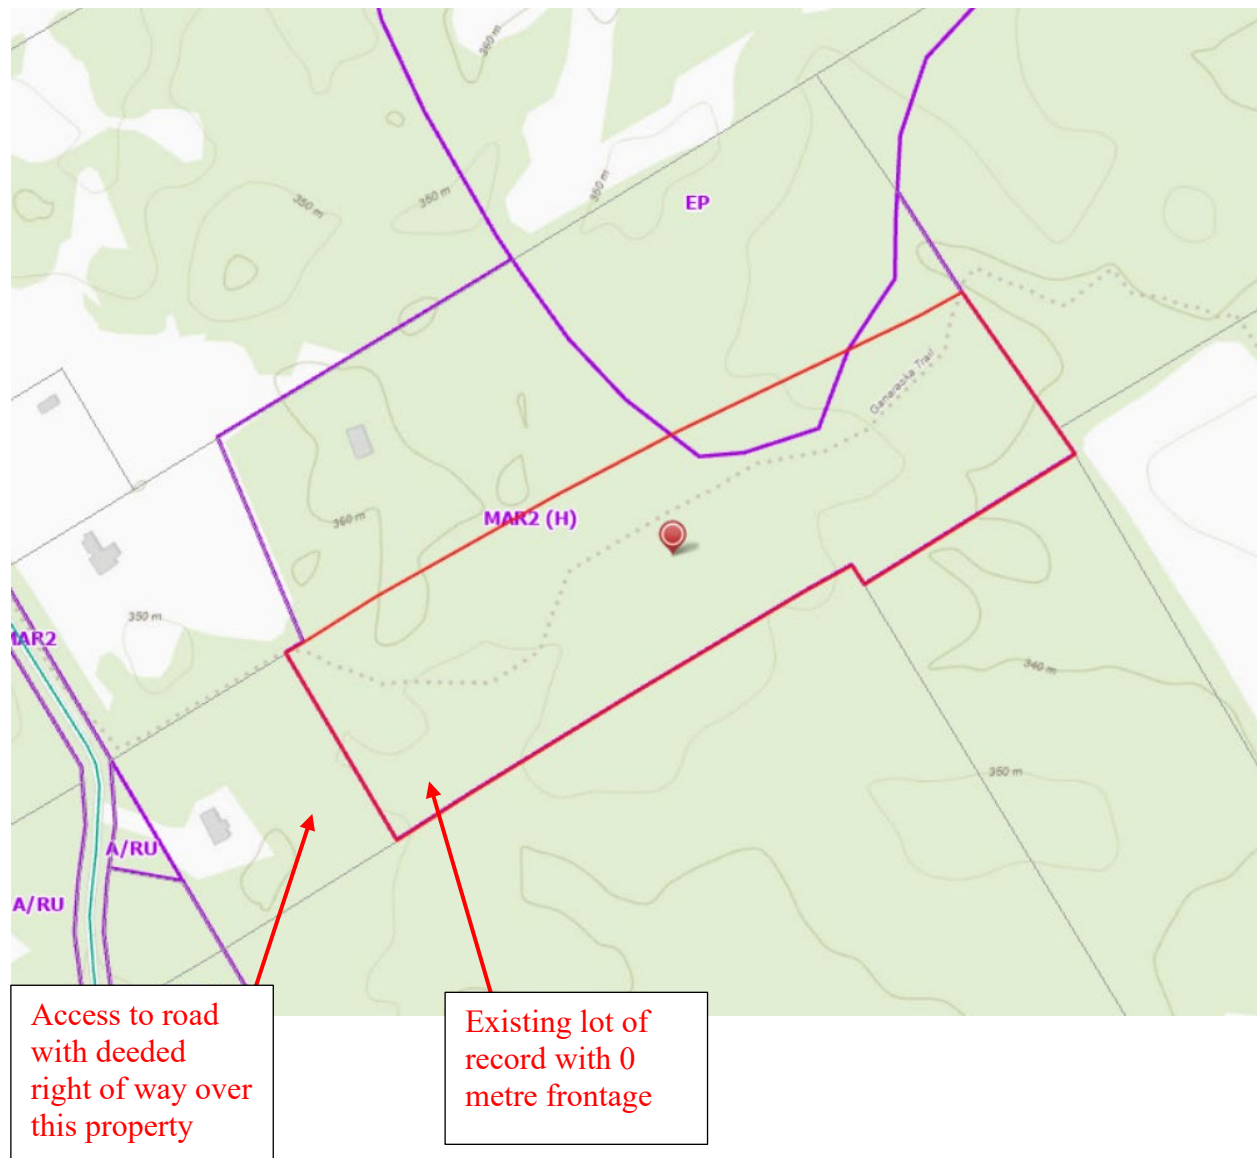 360 m
350 m
350 m
350 m
EP
Ganaraska Trail
360 m
MAR2 (H)
350 m
MAR2
340 m
350 m
A/RU
A/RU
Access to road
with deeded
right of way over
this property
Existing lot of
record with 0
metre frontage